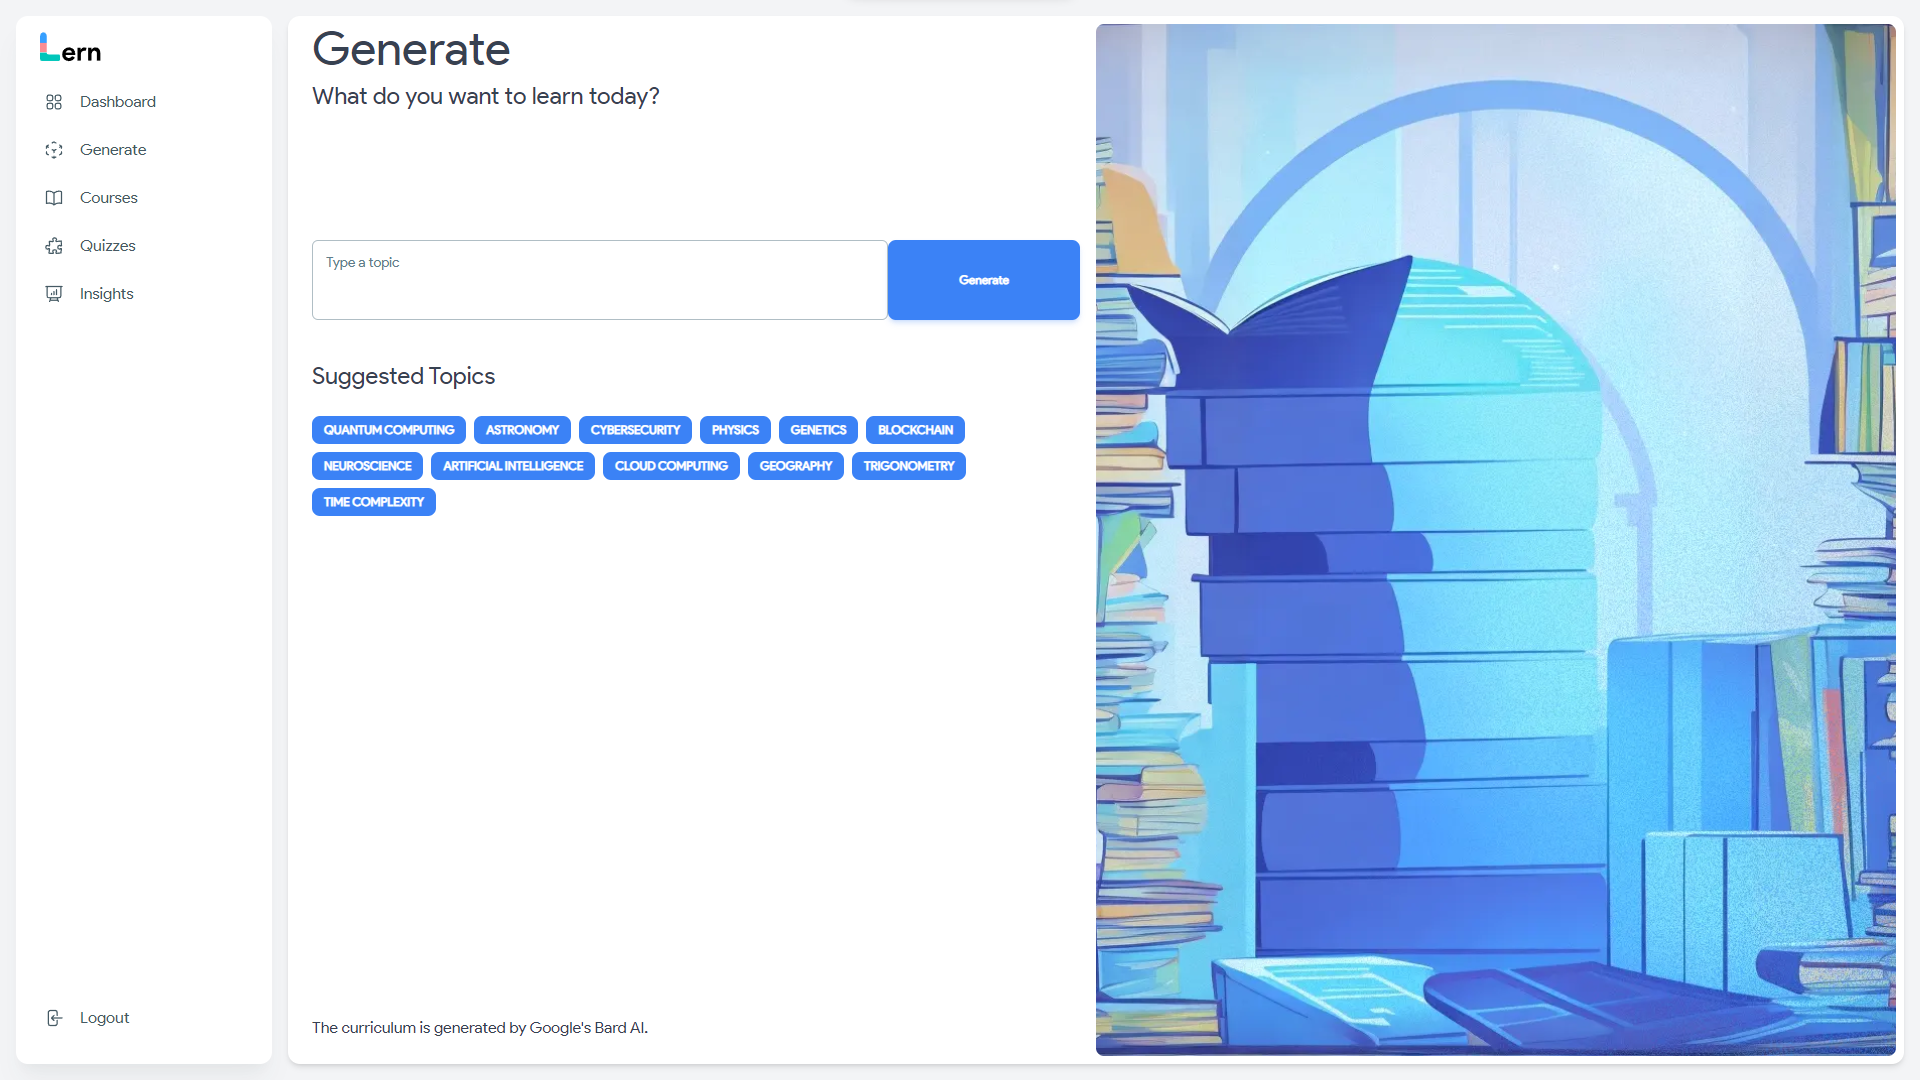 Lern
Dashboard
Generate
Courses
Quizzes
Insights
Logout
Generate
What do you want to learn today?
Type a topic
Generate
Suggested Topics
QUANTUM COMPUTING ASTRONOMY CYBERSECURITY PHYSICS GENETICS BLOCKCHAIN
NEUROSCIENCE ARTIFICIAL INTELLIGENCE CLOUD COMPUTING GEOGRAPHY TRIGONOMETRY
TIME COMPLEXITY
The curriculum is generated by Google's Bard AI.